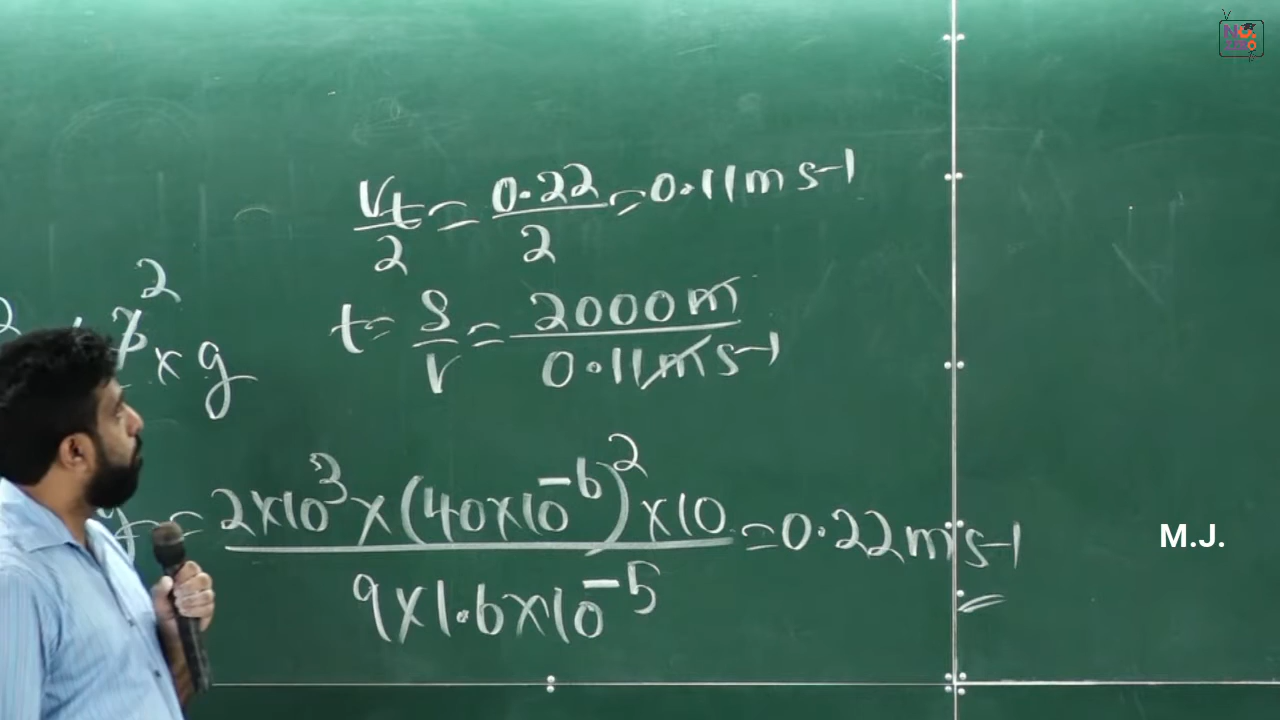 Vt/2 = 0.22/2 = 0.11 m s-1
2
t = S/V = 2000 m / 0.11 m s-1
x g
2×10³ × (40×10⁻⁶)² × 10 / 9×1.6×10⁻⁵ = 0.22 m s-1
M.J.